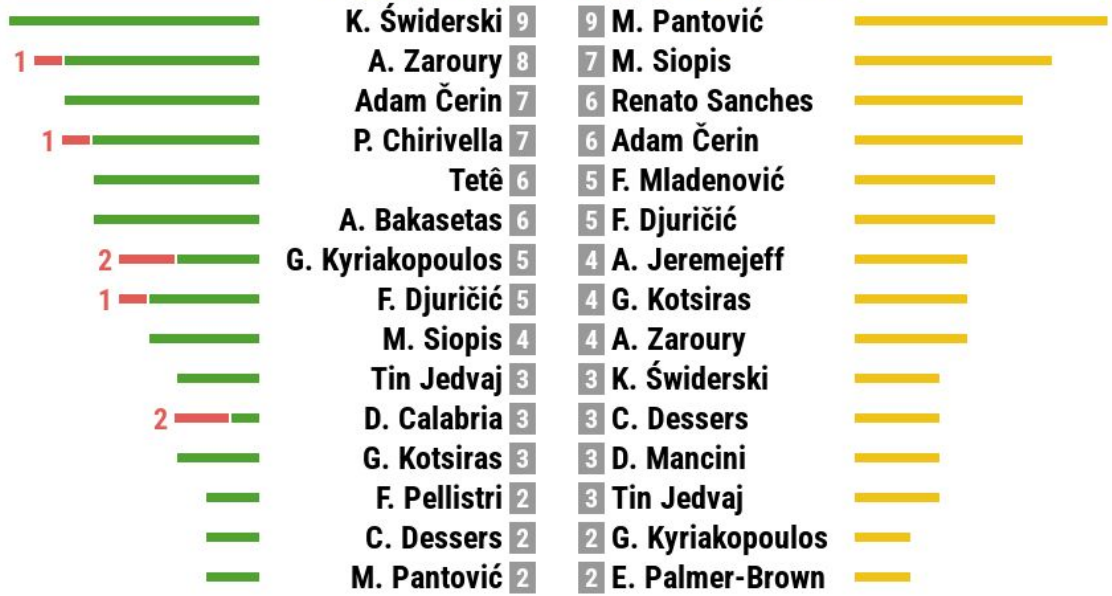 K. Świderski 9 9 M. Pantović
1 A. Zaroury 8 7 M. Siopis
Adam Čerin 7 6 Renato Sanches
1 P. Chirivella 7 6 Adam Čerin
Tetê 6 5 F. Mladenović
A. Bakasetas 6 5 F. Djuričić
2 G. Kyriakopoulos 5 4 A. Jeremejeff
1 F. Djuričić 5 4 G. Kotsiras
M. Siopis 4 4 A. Zaroury
Tin Jedvaj 3 3 K. Świderski
2 D. Calabria 3 3 C. Dessers
G. Kotsiras 3 3 D. Mancini
F. Pellistri 2 3 Tin Jedvaj
C. Dessers 2 2 G. Kyriakopoulos
M. Pantović 2 2 E. Palmer-Brown